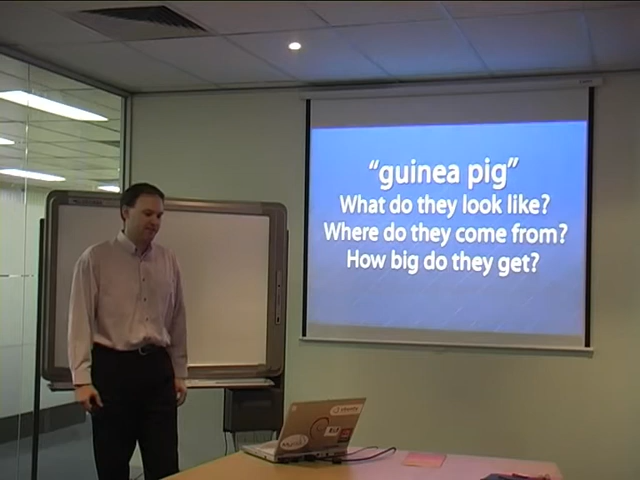 “guinea pig”
What do they look like?
Where do they come from?
How big do they get?